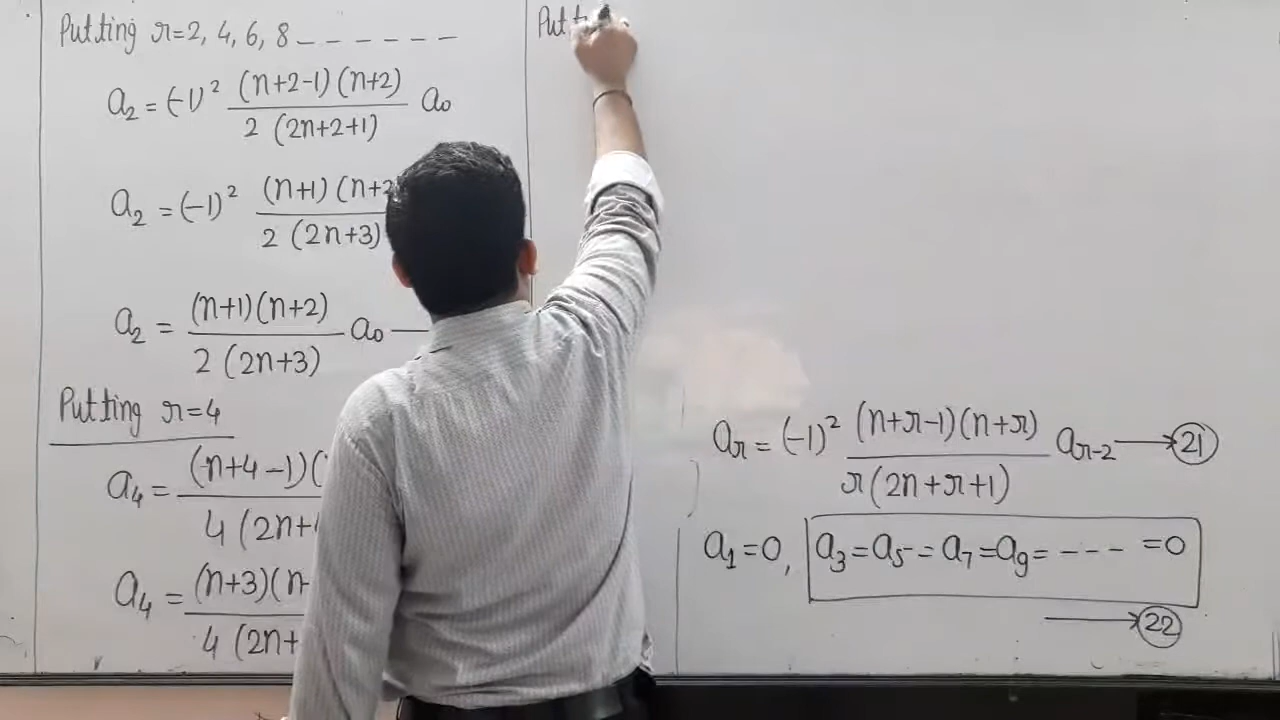 Putting r=2, 4, 6, 8 – – – – – –
a₂ = (-1)² (n+2-1)(n+2) / 2 (2n+2+1) a₀
a₂ = (-1)² (n+1)(n+2 / 2 (2n+3)
a₂ = (n+1)(n+2) / 2 (2n+3) a₀ —
Putting r=4
a₄ = (n+4-1)( / 4 (2n+
a₄ = (n+3)(n / 4 (2n+
Put
aᵣ = (-1)² (n+r-1)(n+r) / r(2n+r+1) aᵣ₋₂ → 21
a₁=0, a₃=a₅=a₇=a₉= - - - =0
→ 22